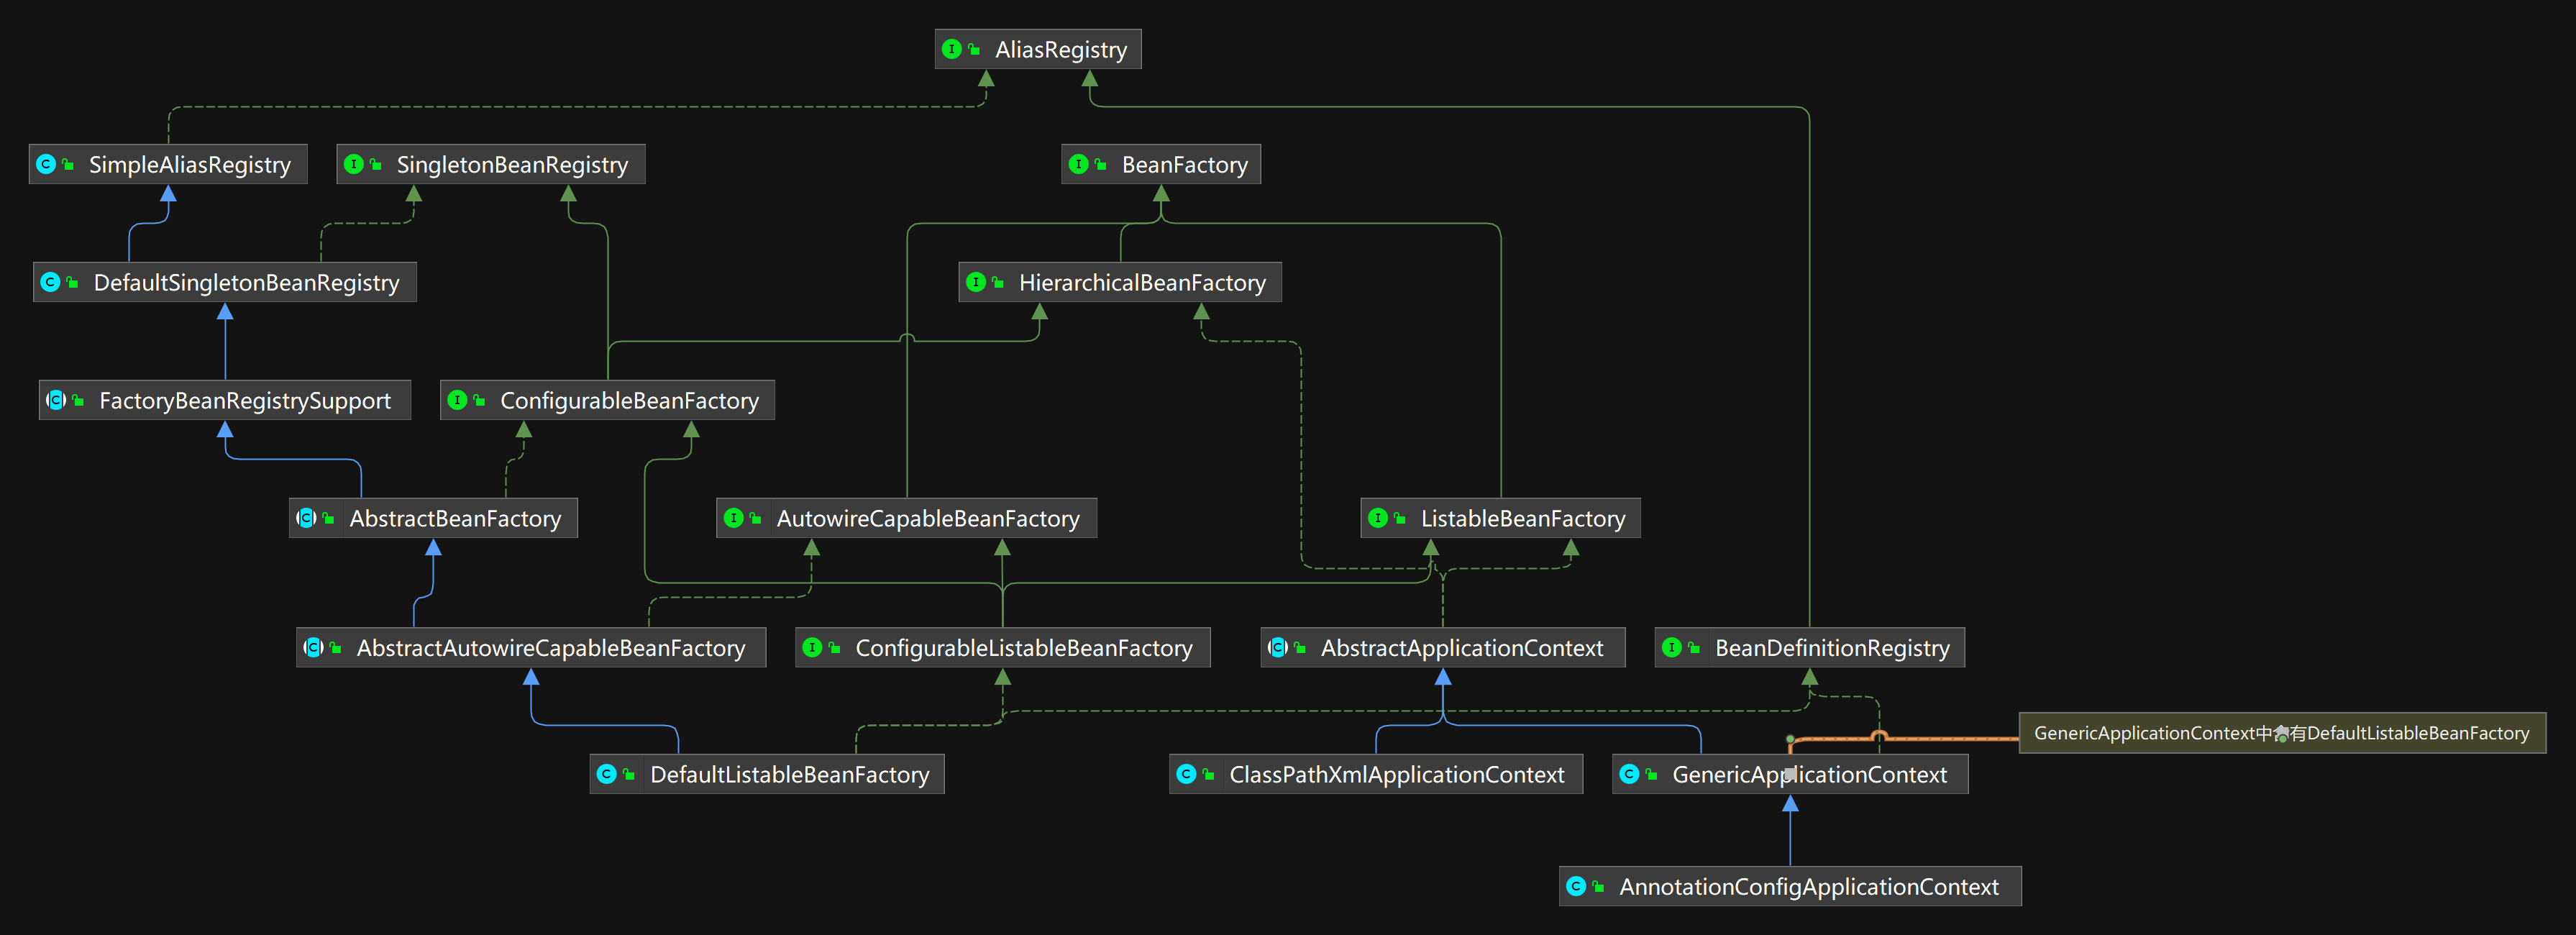 AliasRegistry
SimpleAliasRegistry
SingletonBeanRegistry
BeanFactory
DefaultSingletonBeanRegistry
HierarchicalBeanFactory
FactoryBeanRegistrySupport
ConfigurableBeanFactory
AbstractBeanFactory
AutowireCapableBeanFactory
ListableBeanFactory
AbstractAutowireCapableBeanFactory
ConfigurableListableBeanFactory
AbstractApplicationContext
BeanDefinitionRegistry
GenericApplicationContext中有DefaultListableBeanFactory
DefaultListableBeanFactory
ClassPathXmlApplicationContext
GenericApplicationContext
AnnotationConfigApplicationContext